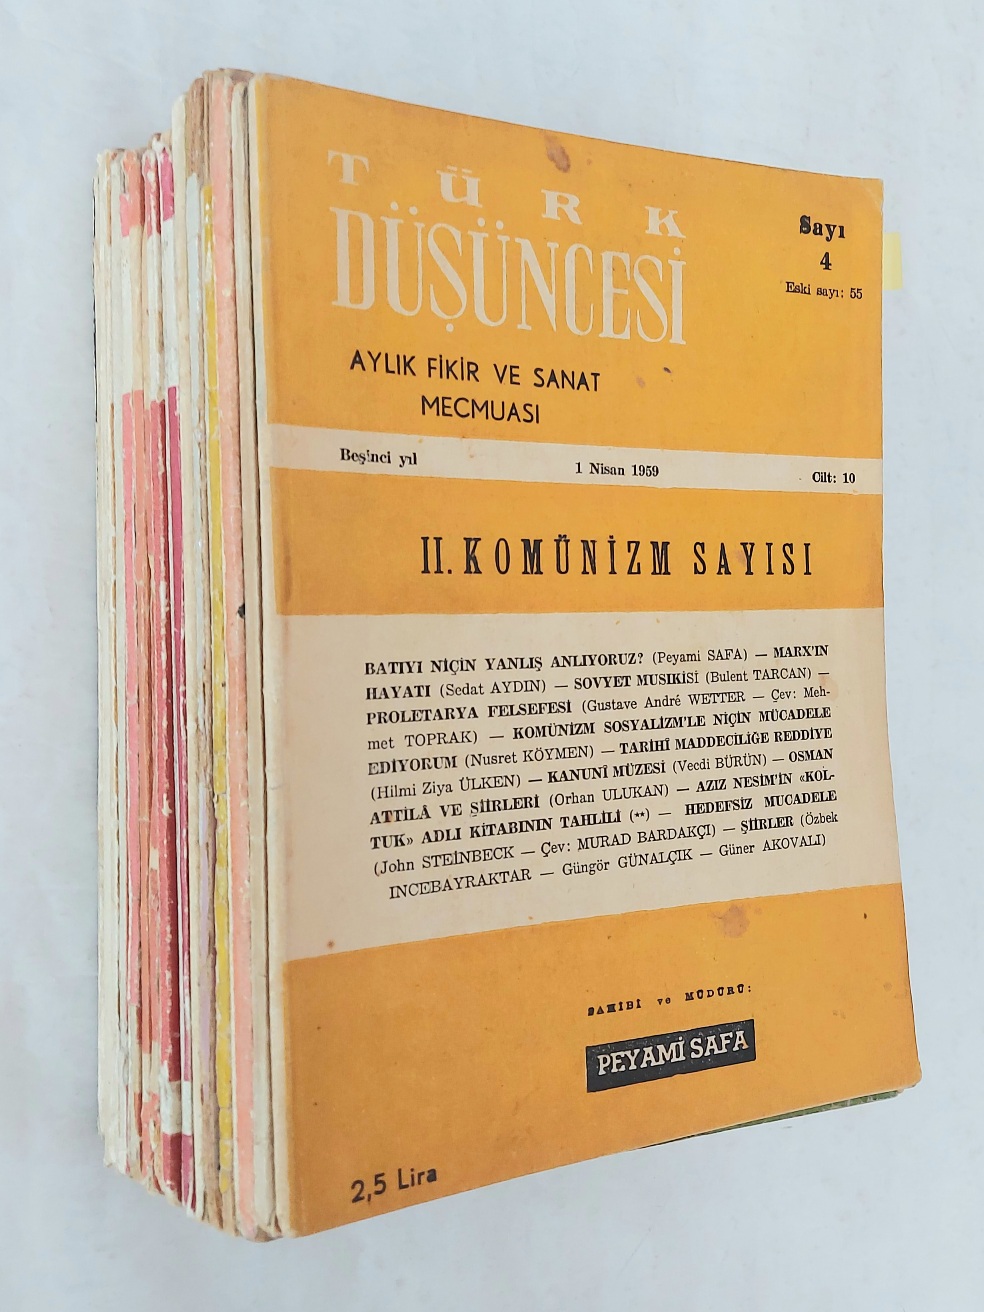 TÜRK
DÜŞÜNCESİ
Sayı
4
Eski sayı: 55
AYLIK FİKİR VE SANAT
MECMUASI
Beşinci yıl
1 Nisan 1959
Cilt: 10
II. KOMÜNİZM SAYISI
BATIYI NİÇİN YANLIŞ ANLIYORUZ? (Peyami SAFA) — MARX'IN
HAYATI (Sedat AYDIN) — SOVYET MUSIKİSİ (Bulent TARCAN) —
PROLETARYA FELSEFESİ (Gustave André WETTER — Çev: Meh-
met TOPRAK) — KOMÜNİZM SOSYALİZM'LE NİÇİN MÜCADELE
EDİYORUM (Nusret KÖYMEN) — TARİHÎ MADDECİLİĞE REDDİYE
(Hilmi Ziya ÜLKEN) — KANUNÎ MÜZESİ (Vecdi BÜRÜN) — OSMAN
ATTİLÂ VE ŞİİRLERİ (Orhan ULUKAN) — AZIZ NESİM'İN «KOL-
TUK» ADLI KİTABININ TAHLİLİ (**) — HEDEFSİZ MUCADELE
(John STEİNBECK — Çev: MURAD BARDAKÇI) — ŞİİRLER (Özbek
INCEBAYRAKTAR — Güngör GÜNALÇIK — Güner AKOVALI)
SAHİBİ ve MÜDÜRÜ:
PEYAMİ SAFA
2,5 Lira